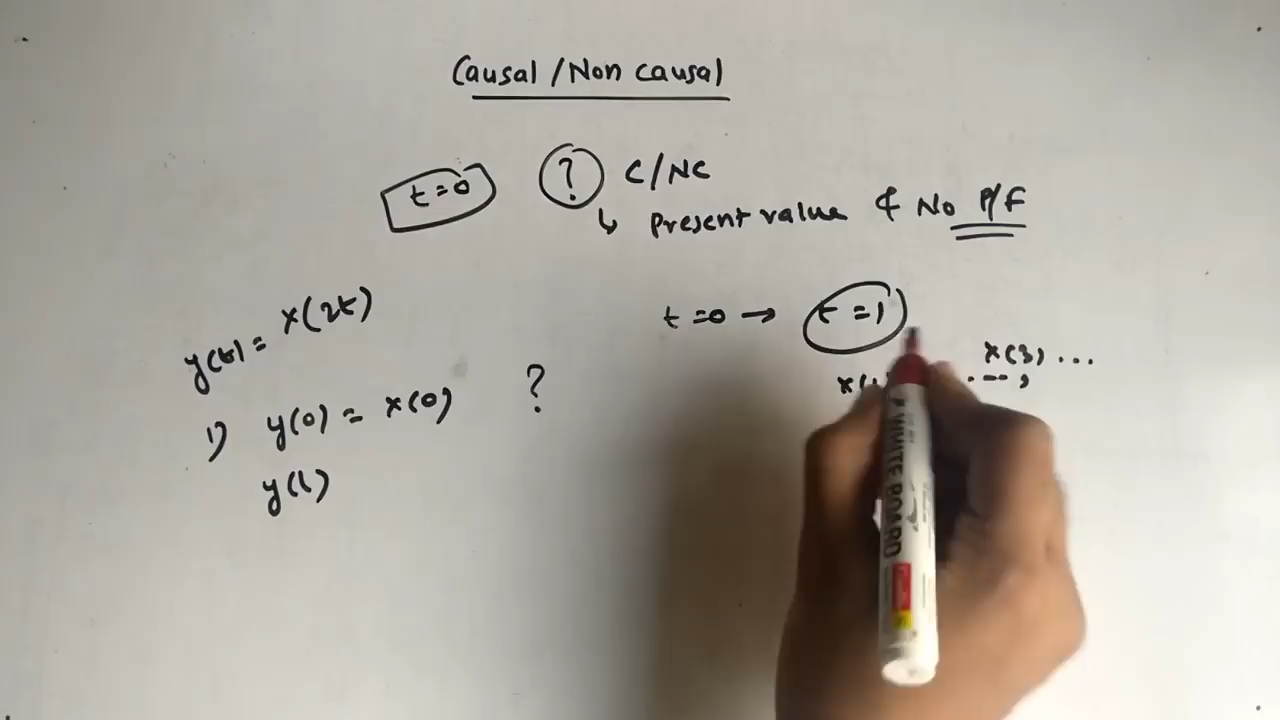 Causal / Non causal
t=0 ? C/NC
↳ Present value & No P/F
y(t) = x(2t)
t=0 → t=1
x(3) ...
1) y(0) = x(0) ?
y(1)
WHITE BOARD